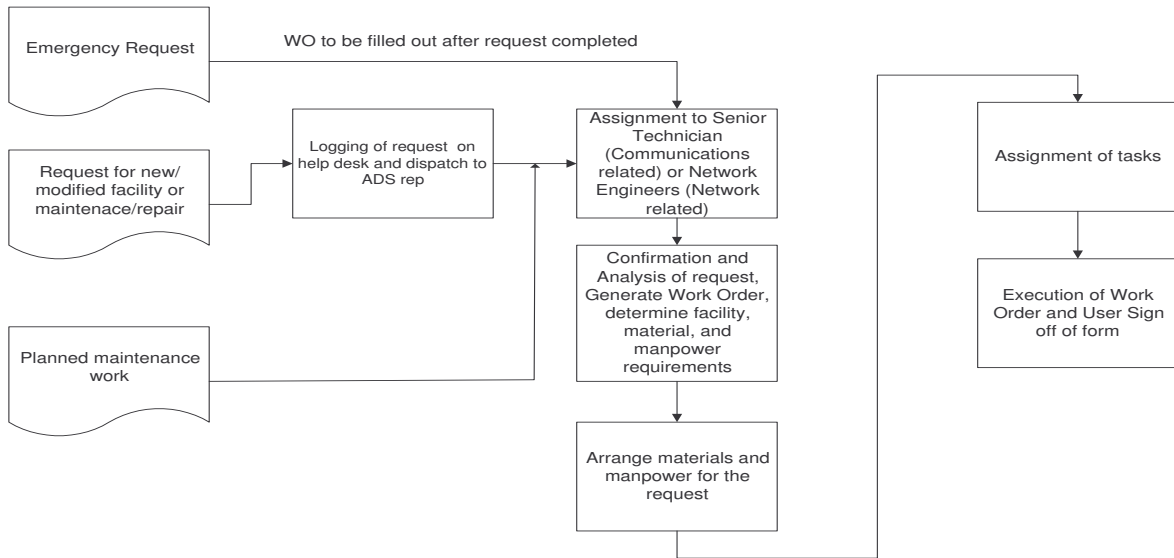 Emergency Request
WO to be filled out after request completed
Request for new/
modified facility or
maintenace/repair
Logging of request on
help desk and dispatch to
ADS rep
Planned maintenance
work
Assignment to Senior
Technician
(Communications
related) or Network
Engineers (Network
related)
Confirmation and
Analysis of request,
Generate Work Order,
determine facility,
material, and
manpower
requirements
Arrange materials and
manpower for the
request
Assignment of tasks
Execution of Work
Order and User Sign
off of form